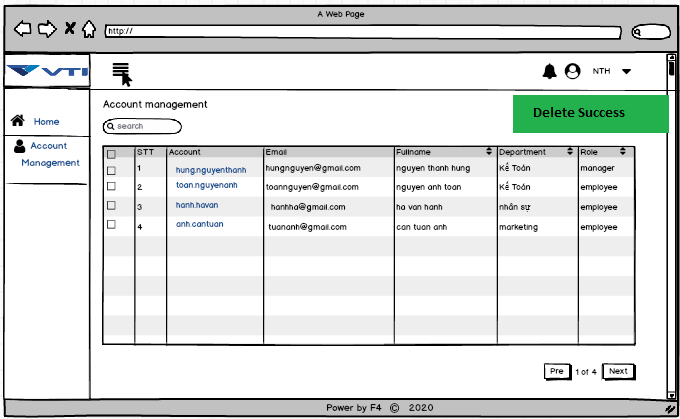 A Web Page
http://
VTI
NTH
Home
Account
Management
Account management
Delete Success
search
STT Account Email Fullname Department Role
1 hung.nguyenthanh hungnguyen@gmail.com nguyen thanh hung Kế Toán manager
2 toan.nguyenanh toannguyen@gmail.com nguyen anh toan Kế Toán employee
3 hanh.havan hanhha@gmail.com ha van hanh nhân sự employee
4 anh.cantuan tuananh@gmail.com can tuan anh marketing employee
Pre 1 of 4 Next
Power by F4 © 2020